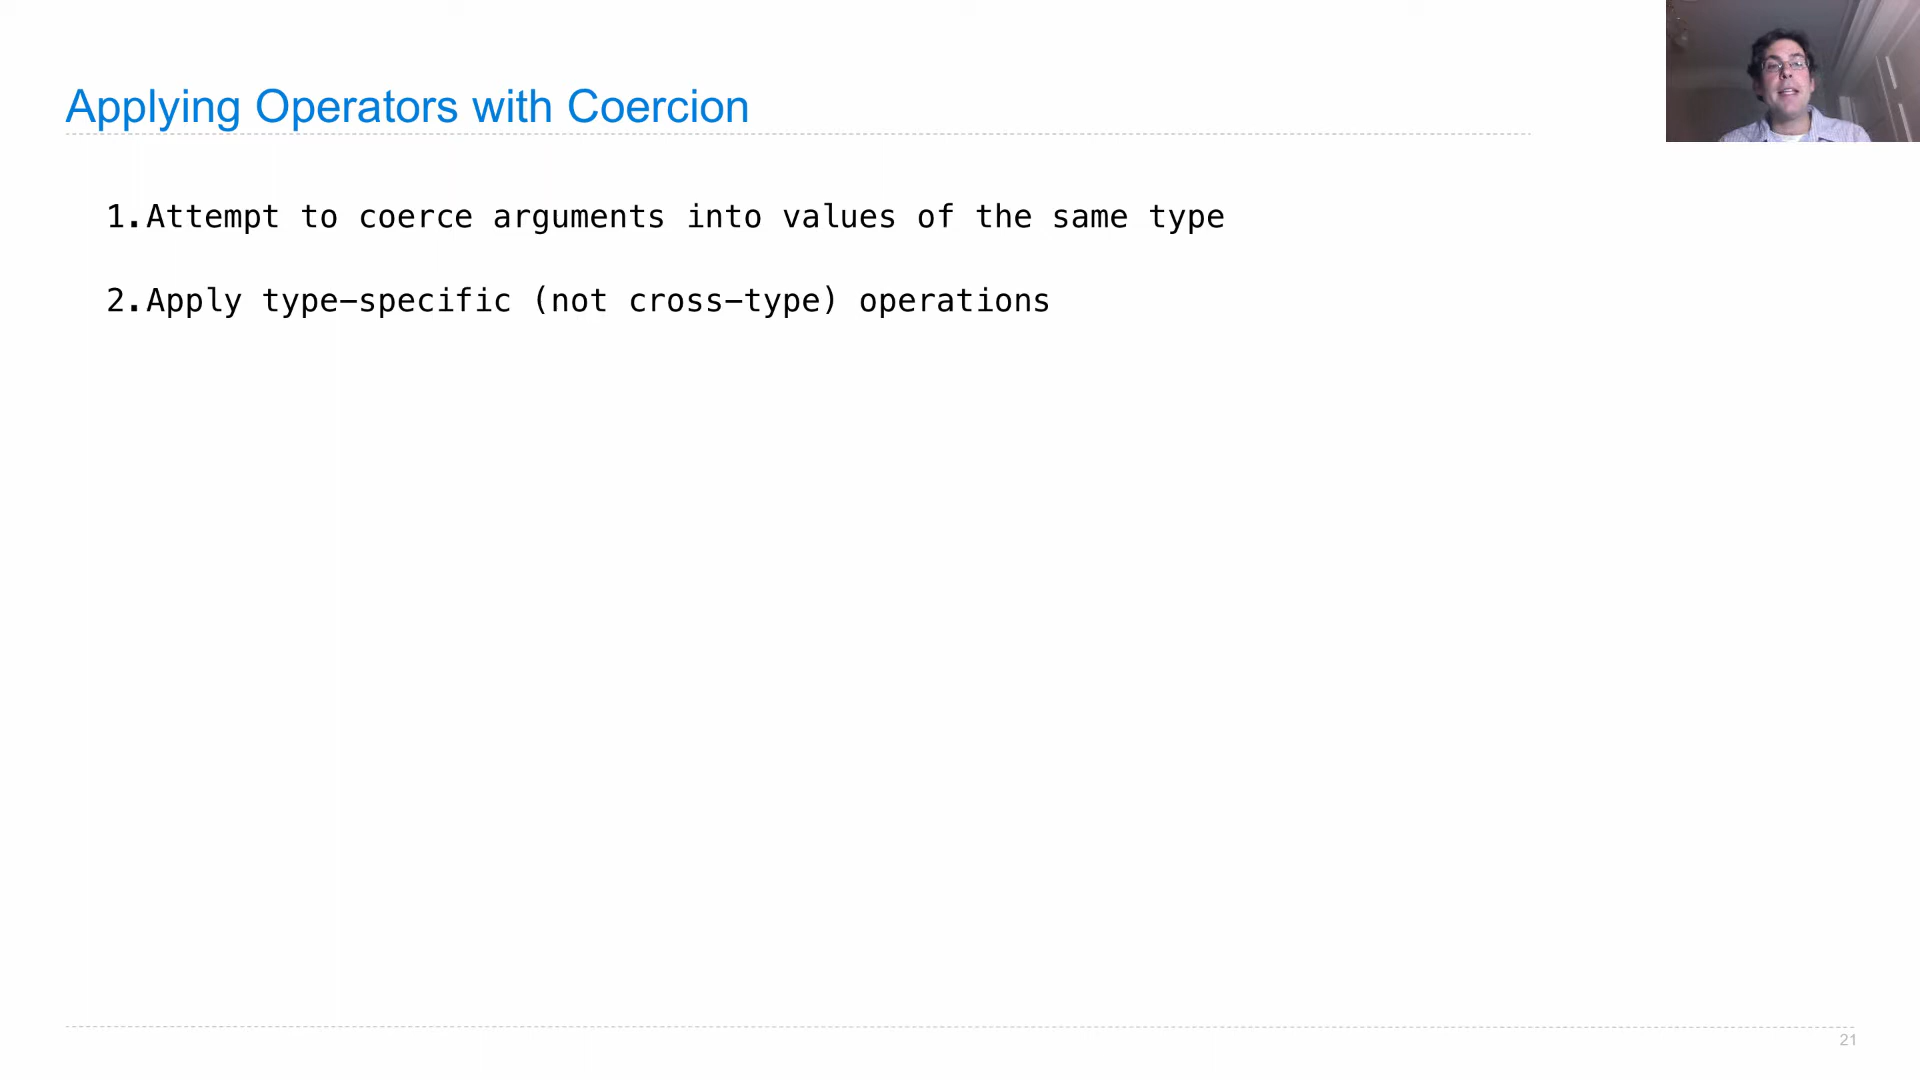 Applying Operators with Coercion
1.Attempt to coerce arguments into values of the same type
2.Apply type-specific (not cross-type) operations
21